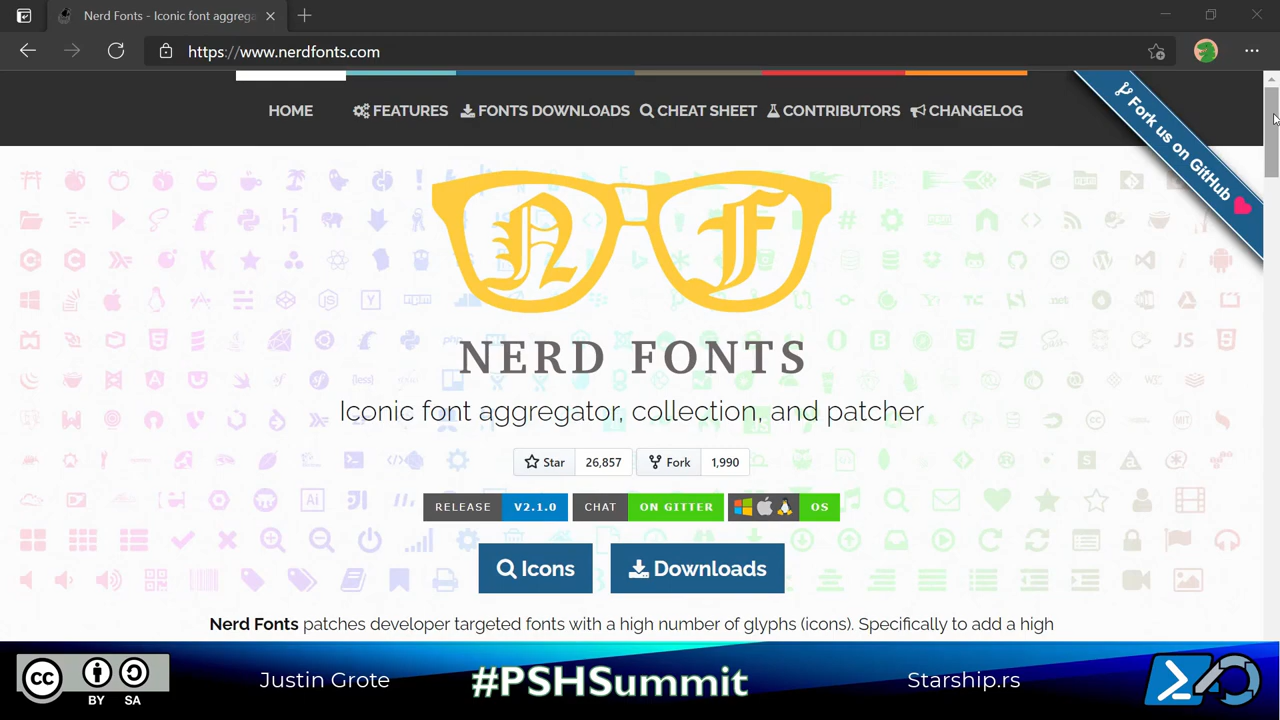 Nerd Fonts - Iconic font aggrega
https://www.nerdfonts.com
HOME FEATURES FONTS DOWNLOADS CHEAT SHEET CONTRIBUTORS CHANGELOG
Fork us on GitHub
N F
NERD FONTS
Iconic font aggregator, collection, and patcher
Star 26,857 Fork 1,990
RELEASE V2.1.0 CHAT ON GITTER OS
Icons Downloads
Nerd Fonts patches developer targeted fonts with a high number of glyphs (icons). Specifically to add a high
CC BY SA Justin Grote #PSHSummit Starship.rs